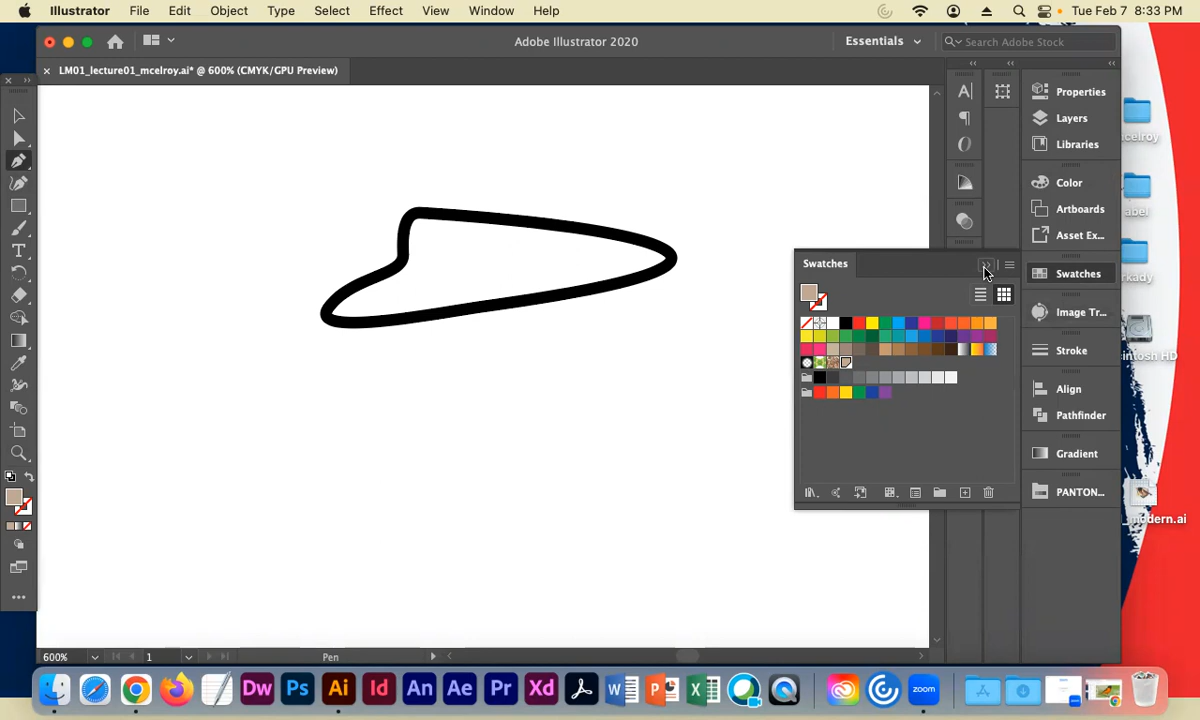 Illustrator File Edit Object Type Select Effect View Window Help Tue Feb 7 8:33 PM
Adobe Illustrator 2020 Essentials Search Adobe Stock
LM01_lecture01_mcelroy.ai* @ 600% (CMYK/GPU Preview)
Properties
Layers
Libraries
Color
Artboards
Asset Ex...
Swatches
Swatches
Image Tr...
Stroke
Align
Pathfinder
Gradient
PANTON...
_modern.ai
600% 1 Pen
Dw Ps Ai Id An Ae Pr Xd W P X zoom